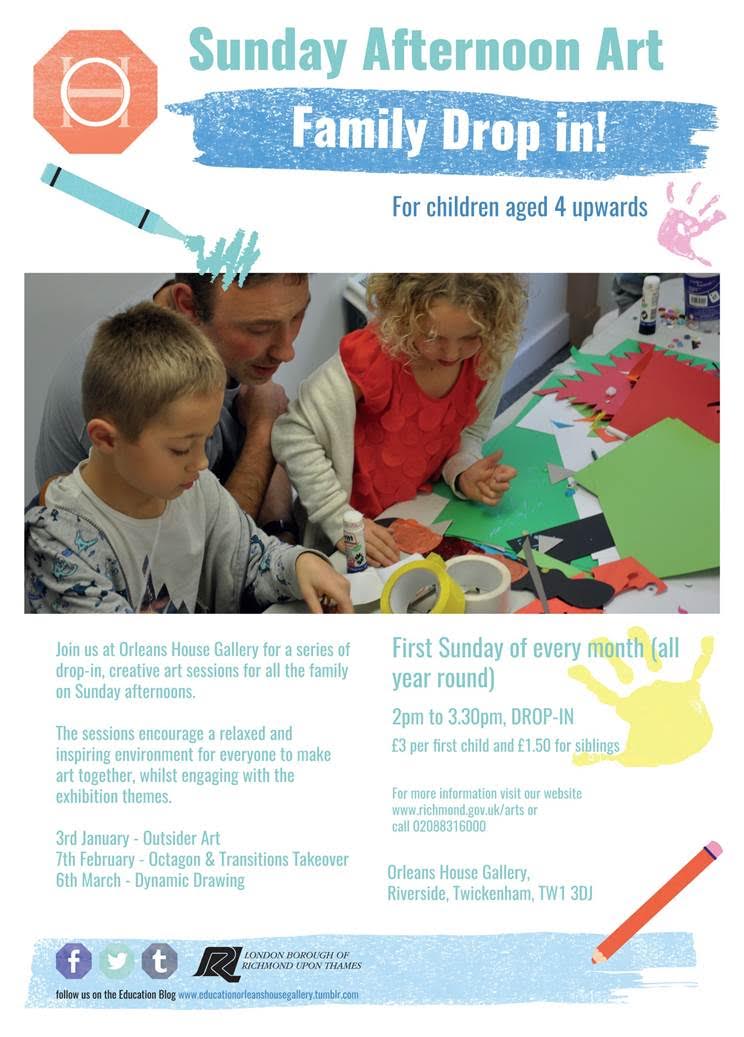 Sunday Afternoon Art
Family Drop in!
For children aged 4 upwards
Join us at Orleans House Gallery for a series of
drop-in, creative art sessions for all the family
on Sunday afternoons.
The sessions encourage a relaxed and
inspiring environment for everyone to make
art together, whilst engaging with the
exhibition themes.
3rd January - Outsider Art
7th February - Octagon & Transitions Takeover
6th March - Dynamic Drawing
First Sunday of every month (all
year round)
2pm to 3.30pm, DROP-IN
£3 per first child and £1.50 for siblings
For more information visit our website
www.richmond.gov.uk/arts or
call 02088316000
Orleans House Gallery,
Riverside, Twickenham, TW1 3DJ
f t
LONDON BOROUGH OF
RICHMOND UPON THAMES
follow us on the Education Blog www.educationorleanshousegallery.tumblr.com